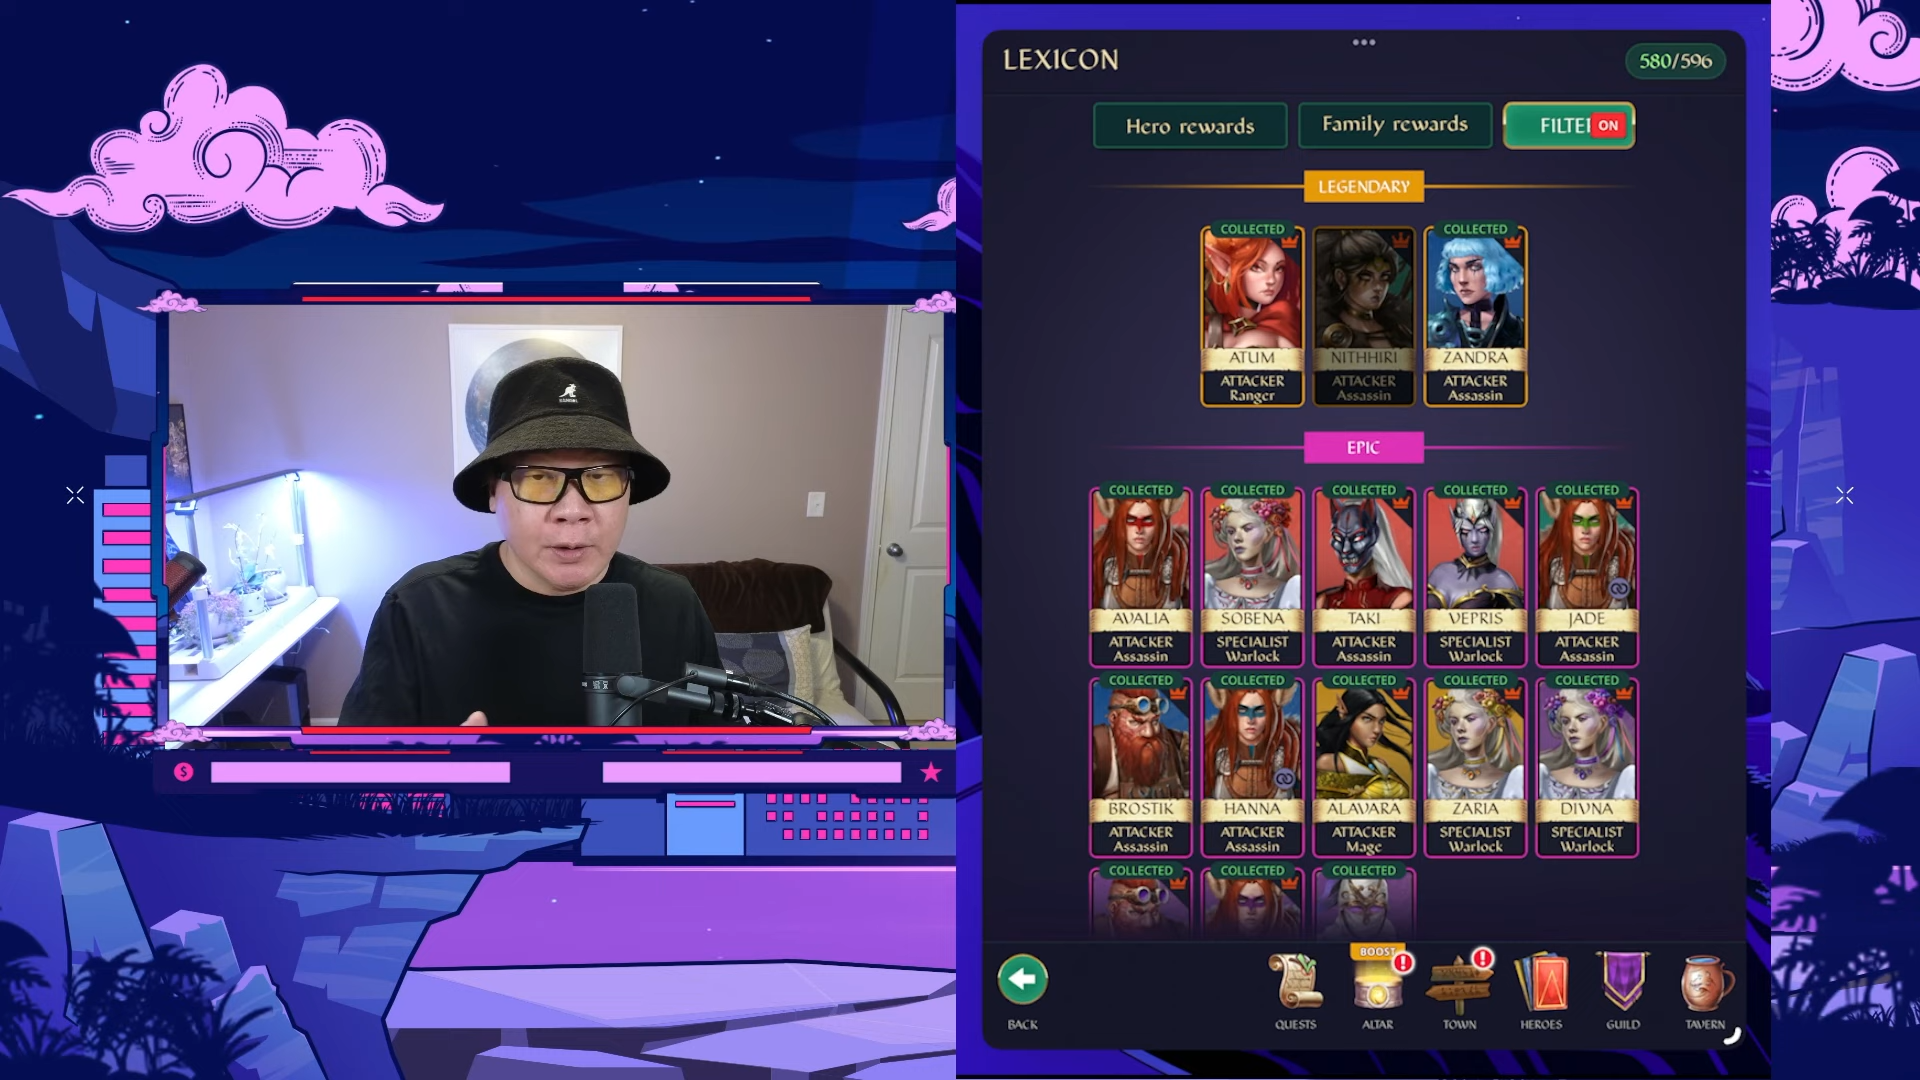 LEXICON
580/596
Hero rewards
Family rewards
FILTE
ON
LEGENDARY
COLLECTED
COLLECTED
ATUM
NITHHIRI
ZANDRA
ATTACKER
ATTACKER
ATTACKER
Ranger
Assassin
Assassin
EPIC
COLLECTED
COLLECTED
COLLECTED
COLLECTED
COLLECTED
AVALIA
SOBENA
TAKI
VEPRIS
JADE
ATTACKER
SPECIALIST
ATTACKER
SPECIALIST
ATTACKER
Assassin
Warlock
Assassin
Warlock
Assassin
COLLECTED
COLLECTED
COLLECTED
COLLECTED
COLLECTED
BROSTIK
HANNA
ALAVARA
ZARIA
DIVNA
ATTACKER
ATTACKER
ATTACKER
SPECIALIST
SPECIALIST
Assassin
Assassin
Mage
Warlock
Warlock
COLLECTED
COLLECTED
COLLECTED
BOOST
BACK
QUESTS
ALTAR
TOWN
HEROES
GUILD
TAVERN
KANGOL